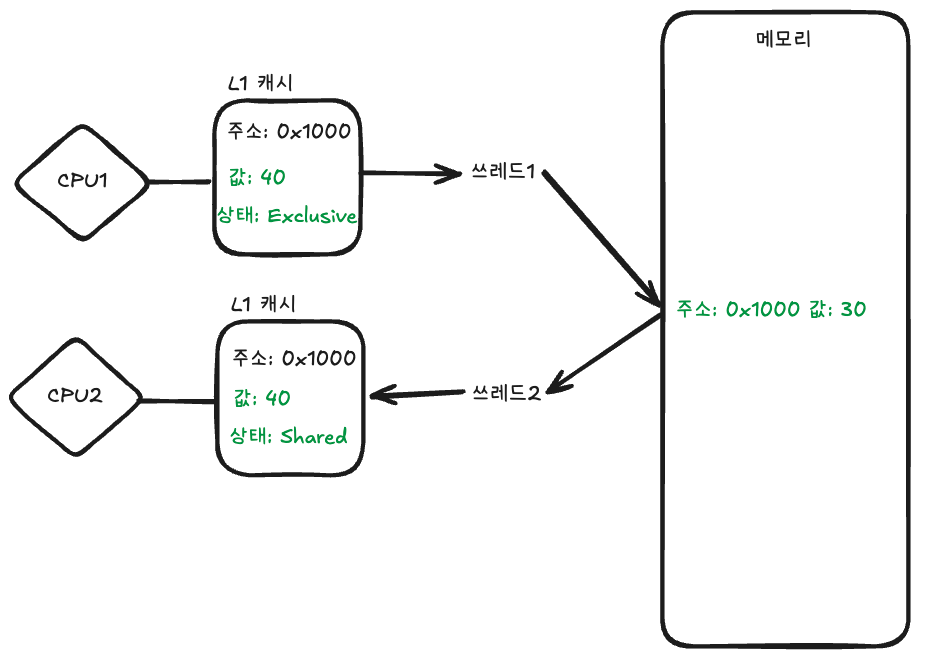 메모리
L1 캐시
주소: 0x1000
값: 40
상태: Exclusive
CPU1
쓰레드1
주소: 0x1000 값: 30
L1 캐시
주소: 0x1000
값: 40
상태: Shared
CPU2
쓰레드2